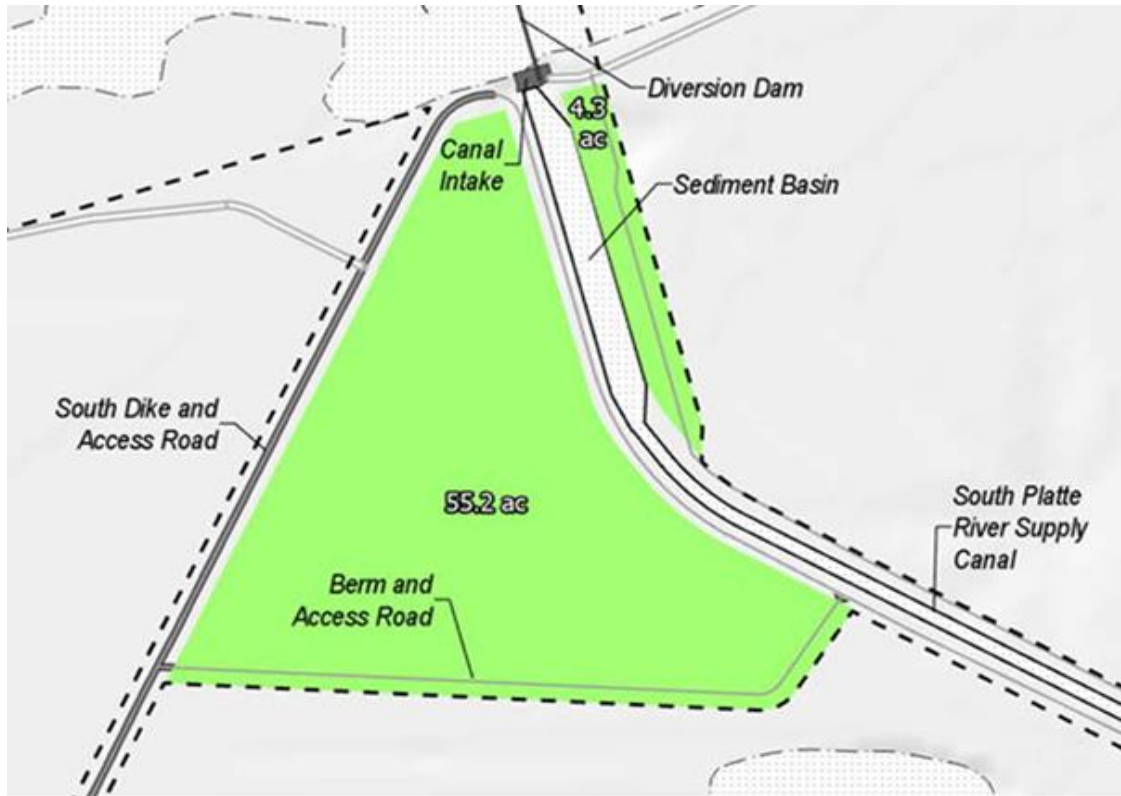 Diversion Dam
4.3
ac
Canal
Intake
Sediment Basin
South Dike and
Access Road
55.2 ac
South Platte
River Supply
Canal
Berm and
Access Road